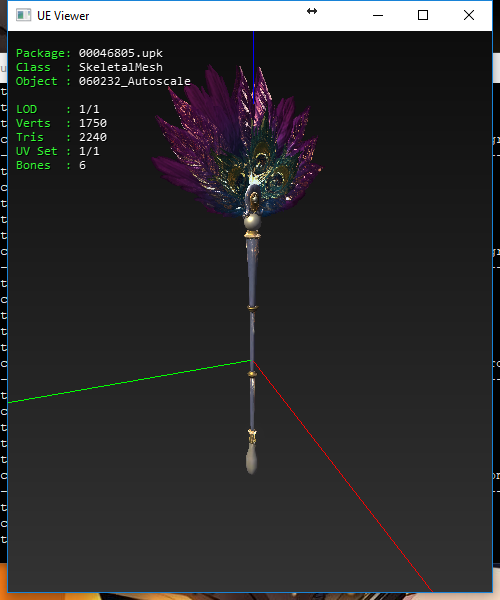 UE Viewer
Package: 00046805.upk
Class : SkeletalMesh
Object : 060232_Autoscale
LOD : 1/1
Verts : 1750
Tris : 2240
UV Set : 1/1
Bones : 6